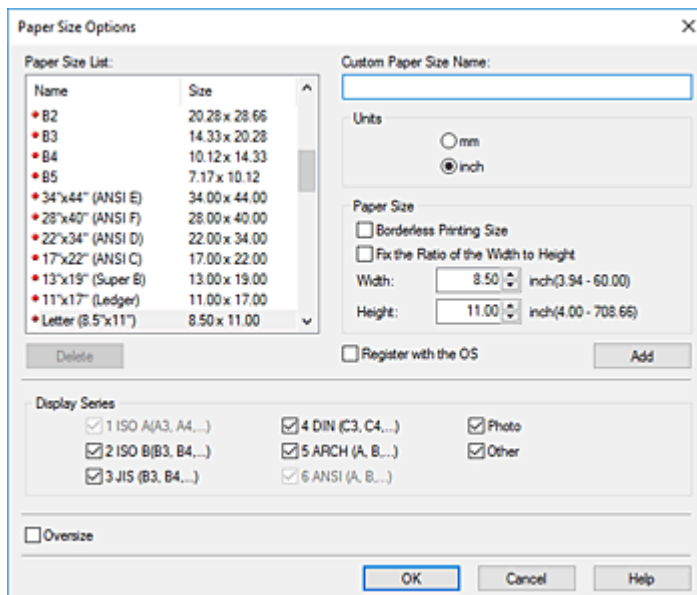 Paper Size Options
Paper Size List:
Name Size
B2 20.28 x 28.66
B3 14.33 x 20.28
B4 10.12 x 14.33
B5 7.17 x 10.12
34"x44" (ANSI E) 34.00 x 44.00
28"x40" (ANSI F) 28.00 x 40.00
22"x34" (ANSI D) 22.00 x 34.00
17"x22" (ANSI C) 17.00 x 22.00
13"x19" (Super B) 13.00 x 19.00
11"x17" (Ledger) 11.00 x 17.00
Letter (8.5"x11") 8.50 x 11.00
Delete
Custom Paper Size Name:
Units
mm
inch
Paper Size
Borderless Printing Size
Fix the Ratio of the Width to Height
Width: 8.50 inch(3.94 - 60.00)
Height: 11.00 inch(4.00 - 708.66)
Register with the OS Add
Display Series
1 ISO A(A3, A4,...) 4 DIN (C3, C4,...) Photo
2 ISO B(B3, B4,...) 5 ARCH (A, B,...) Other
3 JIS (B3, B4,...) 6 ANSI (A, B,...)
Oversize
OK Cancel Help